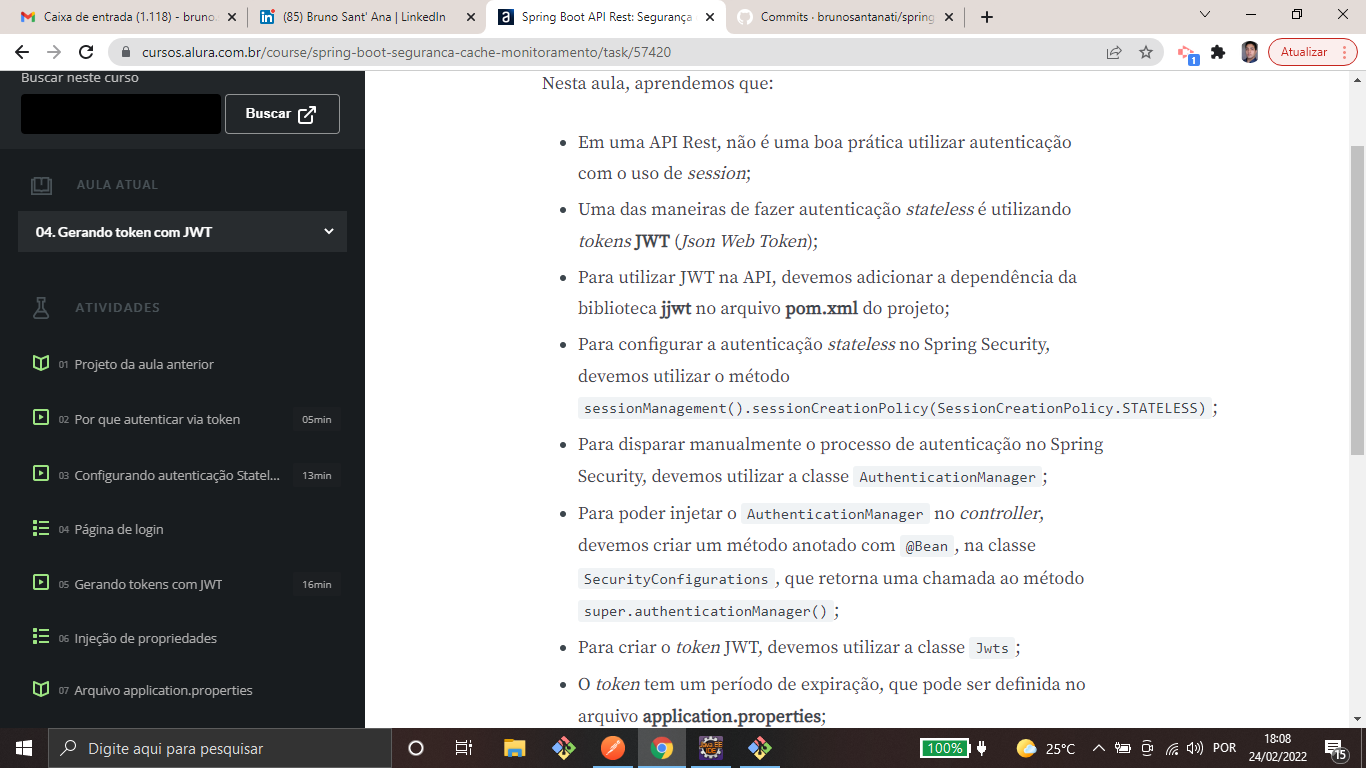 Caixa de entrada (1.118) - bruno
(85) Bruno Sant' Ana | LinkedIn
Spring Boot API Rest: Segurança
Commits · brunosantanati/spring
cursos.alura.com.br/course/spring-boot-seguranca-cache-monitoramento/task/57420
1
Atualizar
Buscar neste curso
Buscar
AULA ATUAL
04. Gerando token com JWT
ATIVIDADES
01 Projeto da aula anterior
02 Por que autenticar via token 05min
03 Configurando autenticação Statel... 13min
04 Página de login
05 Gerando tokens com JWT 16min
06 Injeção de propriedades
07 Arquivo application.properties
Nesta aula, aprendemos que:
• Em uma API Rest, não é uma boa prática utilizar autenticação
com o uso de session;
• Uma das maneiras de fazer autenticação stateless é utilizando
tokens JWT (Json Web Token);
• Para utilizar JWT na API, devemos adicionar a dependência da
biblioteca jjwt no arquivo pom.xml do projeto;
• Para configurar a autenticação stateless no Spring Security,
devemos utilizar o método
sessionManagement().sessionCreationPolicy(SessionCreationPolicy.STATELESS);
• Para disparar manualmente o processo de autenticação no Spring
Security, devemos utilizar a classe AuthenticationManager;
• Para poder injetar o AuthenticationManager no controller,
devemos criar um método anotado com @Bean, na classe
SecurityConfigurations, que retorna uma chamada ao método
super.authenticationManager();
• Para criar o token JWT, devemos utilizar a classe Jwts;
• O token tem um período de expiração, que pode ser definida no
arquivo application.properties;
Digite aqui para pesquisar
100%
25°C
POR
18:08
24/02/2022
15